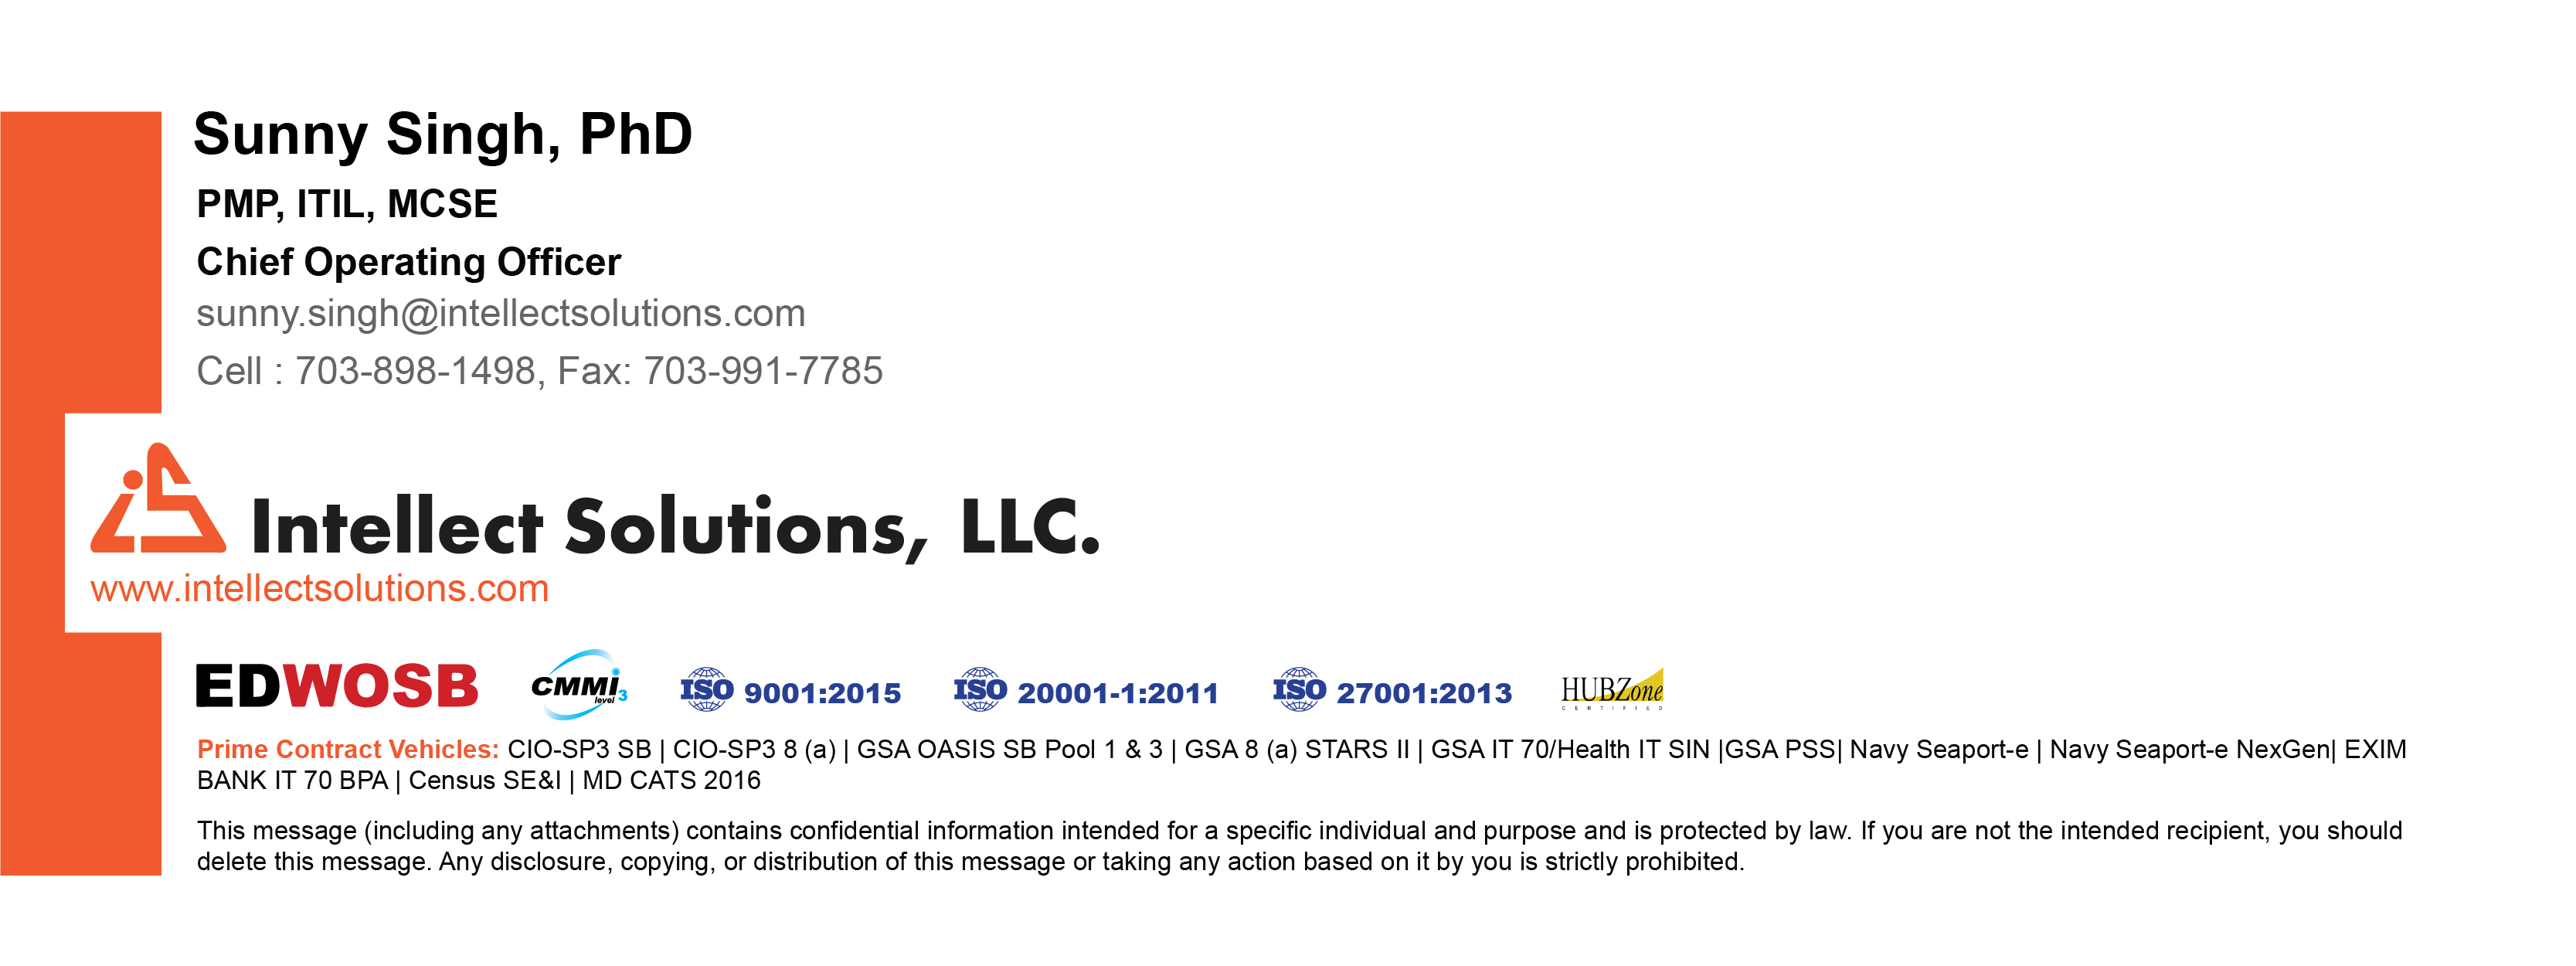 Sunny Singh, PhD
PMP, ITIL, MCSE
Chief Operating Officer
sunny.singh@intellectsolutions.com
Cell : 703-898-1498, Fax: 703-991-7785
is Intellect Solutions, LLC.
www.intellectsolutions.com
EDWOSB CMMI level 3 ISO 9001:2015 ISO 20001-1:2011 ISO 27001:2013 HUBZone CERTIFIED
Prime Contract Vehicles: CIO-SP3 SB | CIO-SP3 8 (a) | GSA OASIS SB Pool 1 & 3 | GSA 8 (a) STARS II | GSA IT 70/Health IT SIN |GSA PSS| Navy Seaport-e | Navy Seaport-e NexGen| EXIM
BANK IT 70 BPA | Census SE&I | MD CATS 2016
This message (including any attachments) contains confidential information intended for a specific individual and purpose and is protected by law. If you are not the intended recipient, you should
delete this message. Any disclosure, copying, or distribution of this message or taking any action based on it by you is strictly prohibited.